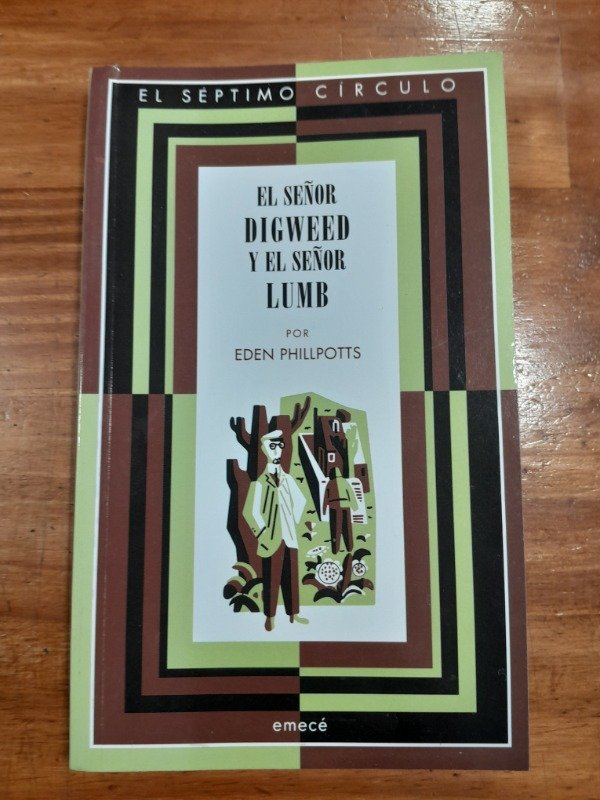 EL SÉPTIMO CÍRCULO
EL SEÑOR
DIGWEED
Y EL SEÑOR
LUMB
POR
EDEN PHILLPOTTS
emecé